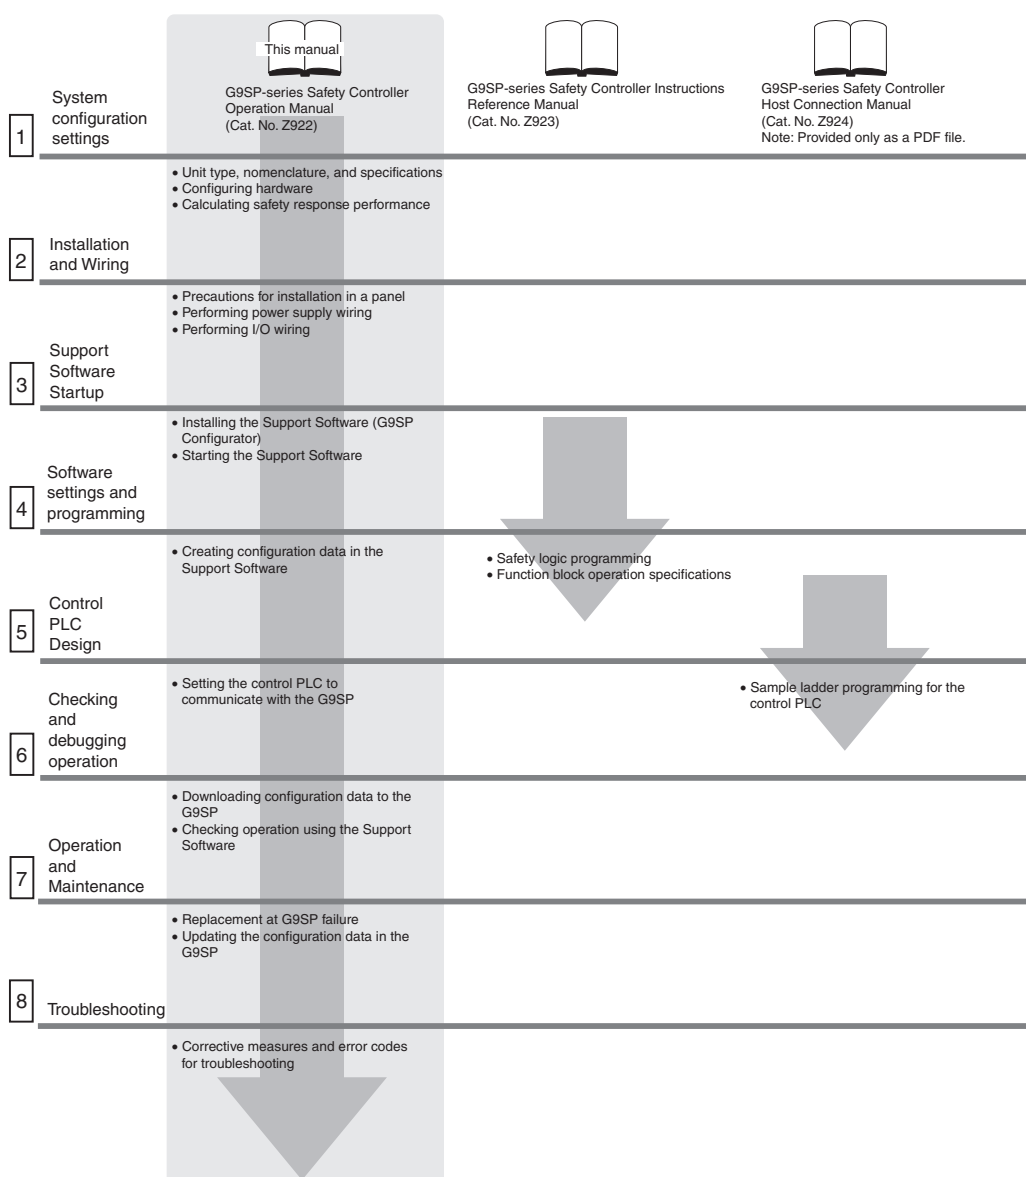 This manual
G9SP-series Safety Controller
Operation Manual
(Cat. No. Z922)
G9SP-series Safety Controller Instructions
Reference Manual
(Cat. No. Z923)
G9SP-series Safety Controller
Host Connection Manual
(Cat. No. Z924)
Note: Provided only as a PDF file.
1
System
configuration
settings
• Unit type, nomenclature, and specifications
• Configuring hardware
• Calculating safety response performance
2
Installation
and Wiring
• Precautions for installation in a panel
• Performing power supply wiring
• Performing I/O wiring
3
Support
Software
Startup
• Installing the Support Software (G9SP
Configurator)
• Starting the Support Software
4
Software
settings and
programming
• Creating configuration data in the
Support Software
• Safety logic programming
• Function block operation specifications
5
Control
PLC
Design
• Setting the control PLC to
communicate with the G9SP
• Sample ladder programming for the
control PLC
6
Checking
and
debugging
operation
• Downloading configuration data to the
G9SP
• Checking operation using the Support
Software
7
Operation
and
Maintenance
• Replacement at G9SP failure
• Updating the configuration data in the
G9SP
8
Troubleshooting
• Corrective measures and error codes
for troubleshooting